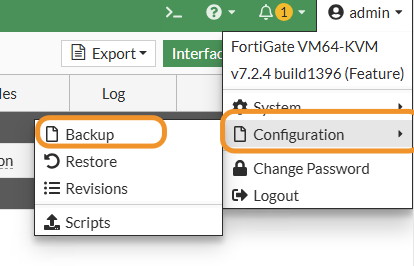 >_ ? 1 admin
Export Interfac
FortiGate VM64-KVM
v7.2.4 build1396 (Feature)
les Log
System
Backup Configuration
on Restore Change Password
Revisions Logout
Scripts